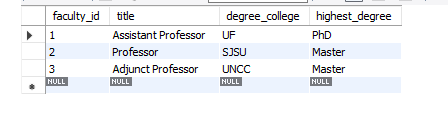 faculty_id title degree_college highest_degree
1 Assistant Professor UF PhD
2 Professor SJSU Master
3 Adjunct Professor UNCC Master
NULL NULL NULL NULL